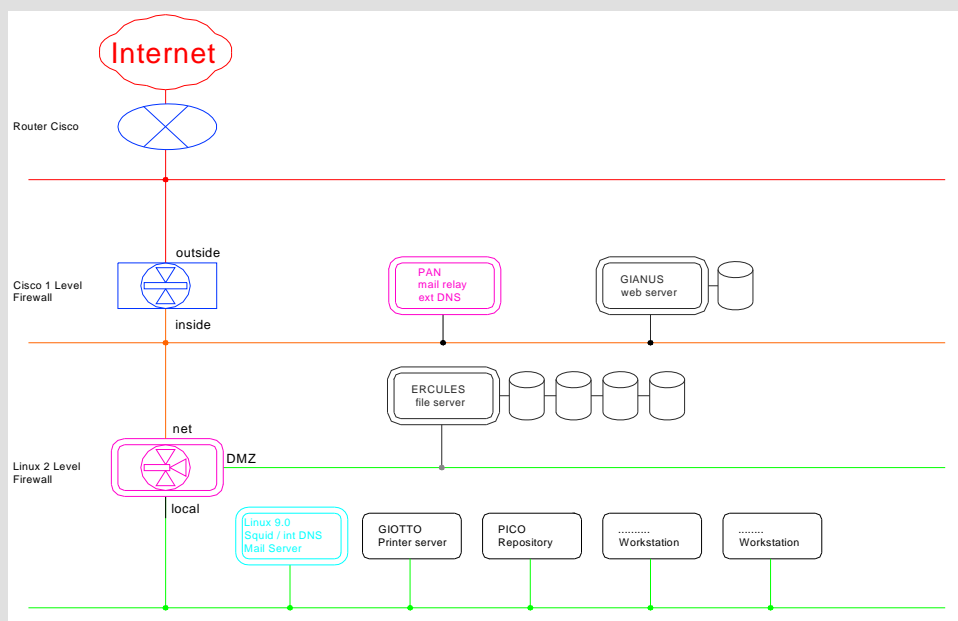 Internet
Router Cisco
outside
Cisco 1 Level
Firewall
inside
PAN
mail relay
ext DNS
GIANUS
web server
ERCULES
file server
net
DMZ
Linux 2 Level
Firewall
local
Linux 9.0
Squid / int DNS
Mail Server
GIOTTO
Printer server
PICO
Repository
..........
Workstation
........
Workstation